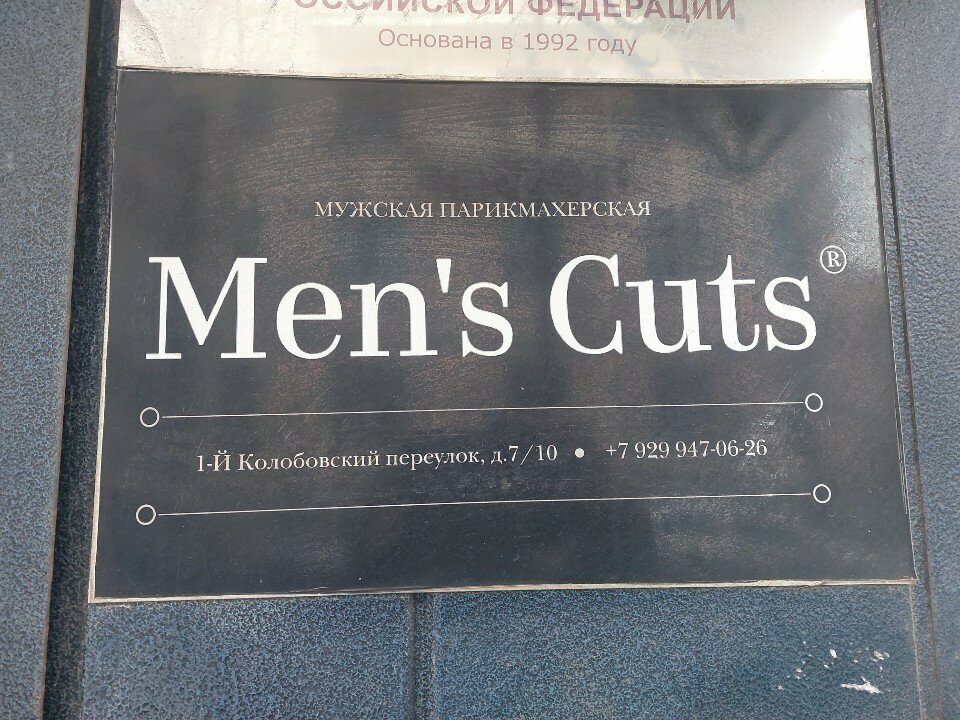 ОССИЙСКОЙ ФЕДЕРАЦИИ
Основана в 1992 году
МУЖСКАЯ ПАРИКМАХЕРСКАЯ
Men's Cuts®
1-Й Колобовский переулок, д.7/10 • +7 929 947-06-26